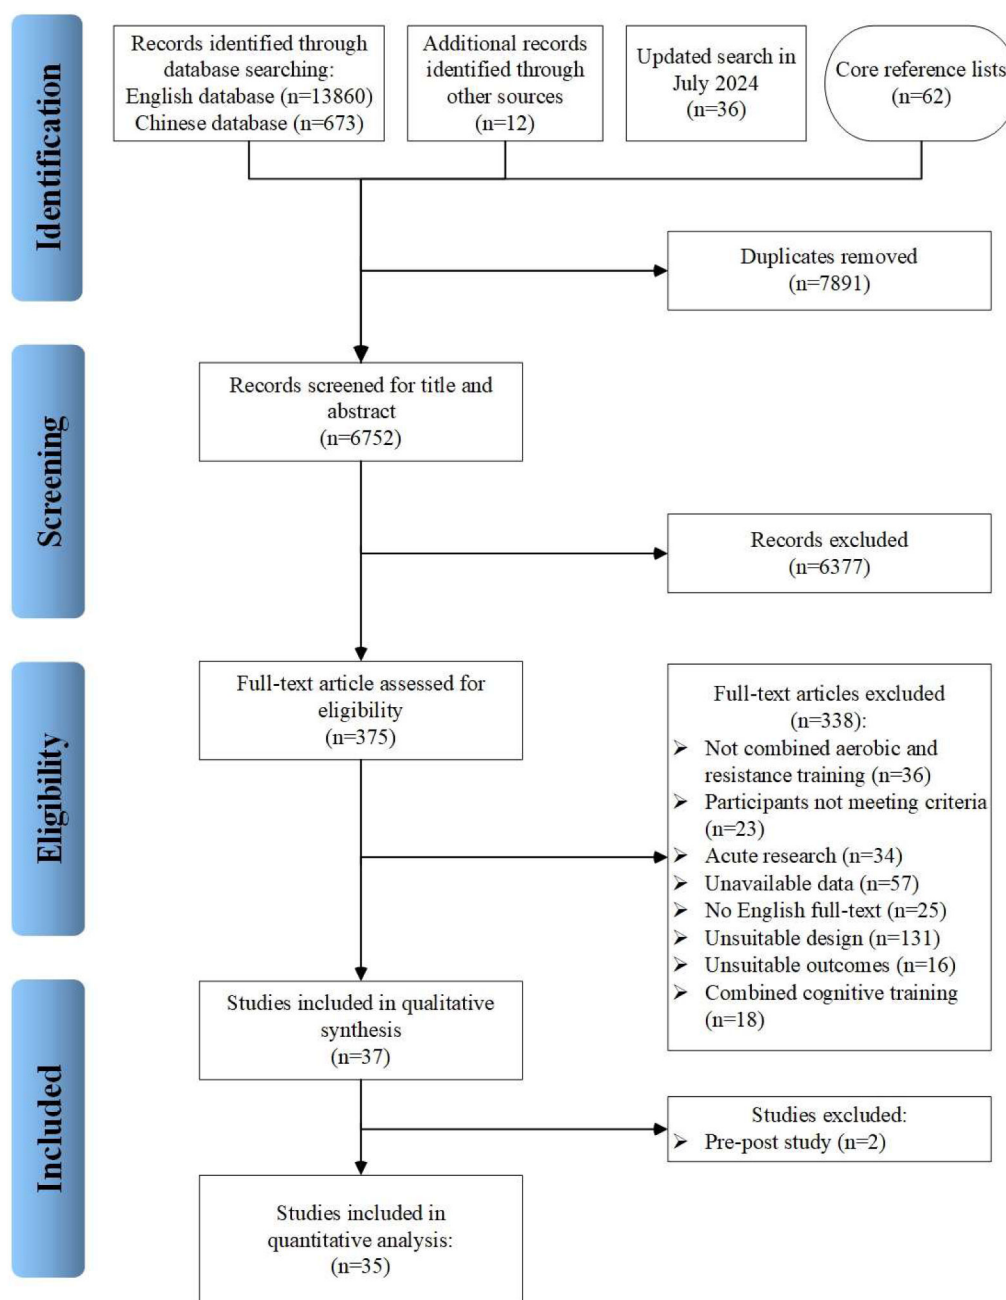 Identification
Records identified through
database searching:
English database (n=13860)
Chinese database (n=673)
Additional records
identified through
other sources
(n=12)
Updated search in
July 2024
(n=36)
Core reference lists
(n=62)
Duplicates removed
(n=7891)
Screening
Records screened for title and
abstract
(n=6752)
Records excluded
(n=6377)
Eligibility
Full-text article assessed for
eligibility
(n=375)
Full-text articles excluded
(n=338):
➢ Not combined aerobic and
resistance training (n=36)
➢ Participants not meeting criteria
(n=23)
➢ Acute research (n=34)
➢ Unavailable data (n=57)
➢ No English full-text (n=25)
➢ Unsuitable design (n=131)
➢ Unsuitable outcomes (n=16)
➢ Combined cognitive training
(n=18)
Included
Studies included in qualitative
synthesis
(n=37)
Studies excluded:
➢ Pre-post study (n=2)
Studies included in
quantitative analysis:
(n=35)